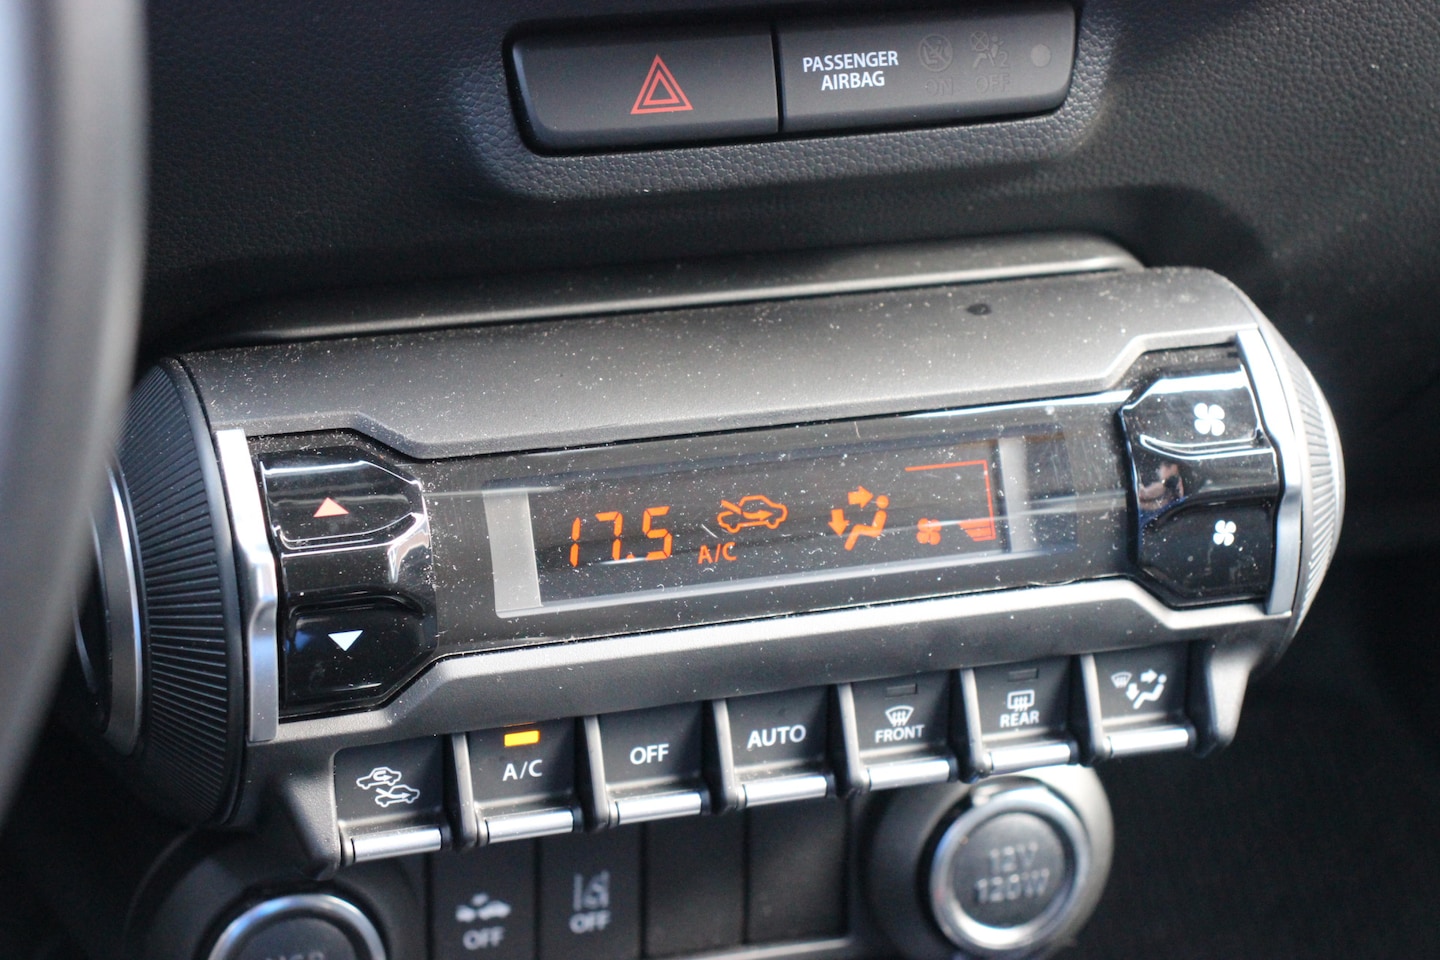 PASSENGER
AIRBAG
ON
OFF
17.5
A/C
A/C
OFF
AUTO
FRONT
REAR
OFF
OFF
12V
120W